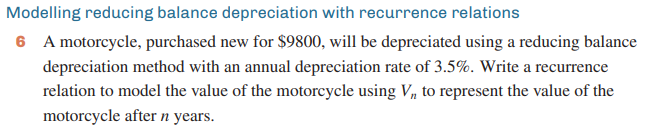 Modelling reducing balance depreciation with recurrence relations
6 A motorcycle, purchased new for $9800, will be depreciated using a reducing balance
depreciation method with an annual depreciation rate of 3.5%. Write a recurrence
relation to model the value of the motorcycle using Vₙ to represent the value of the
motorcycle after n years.